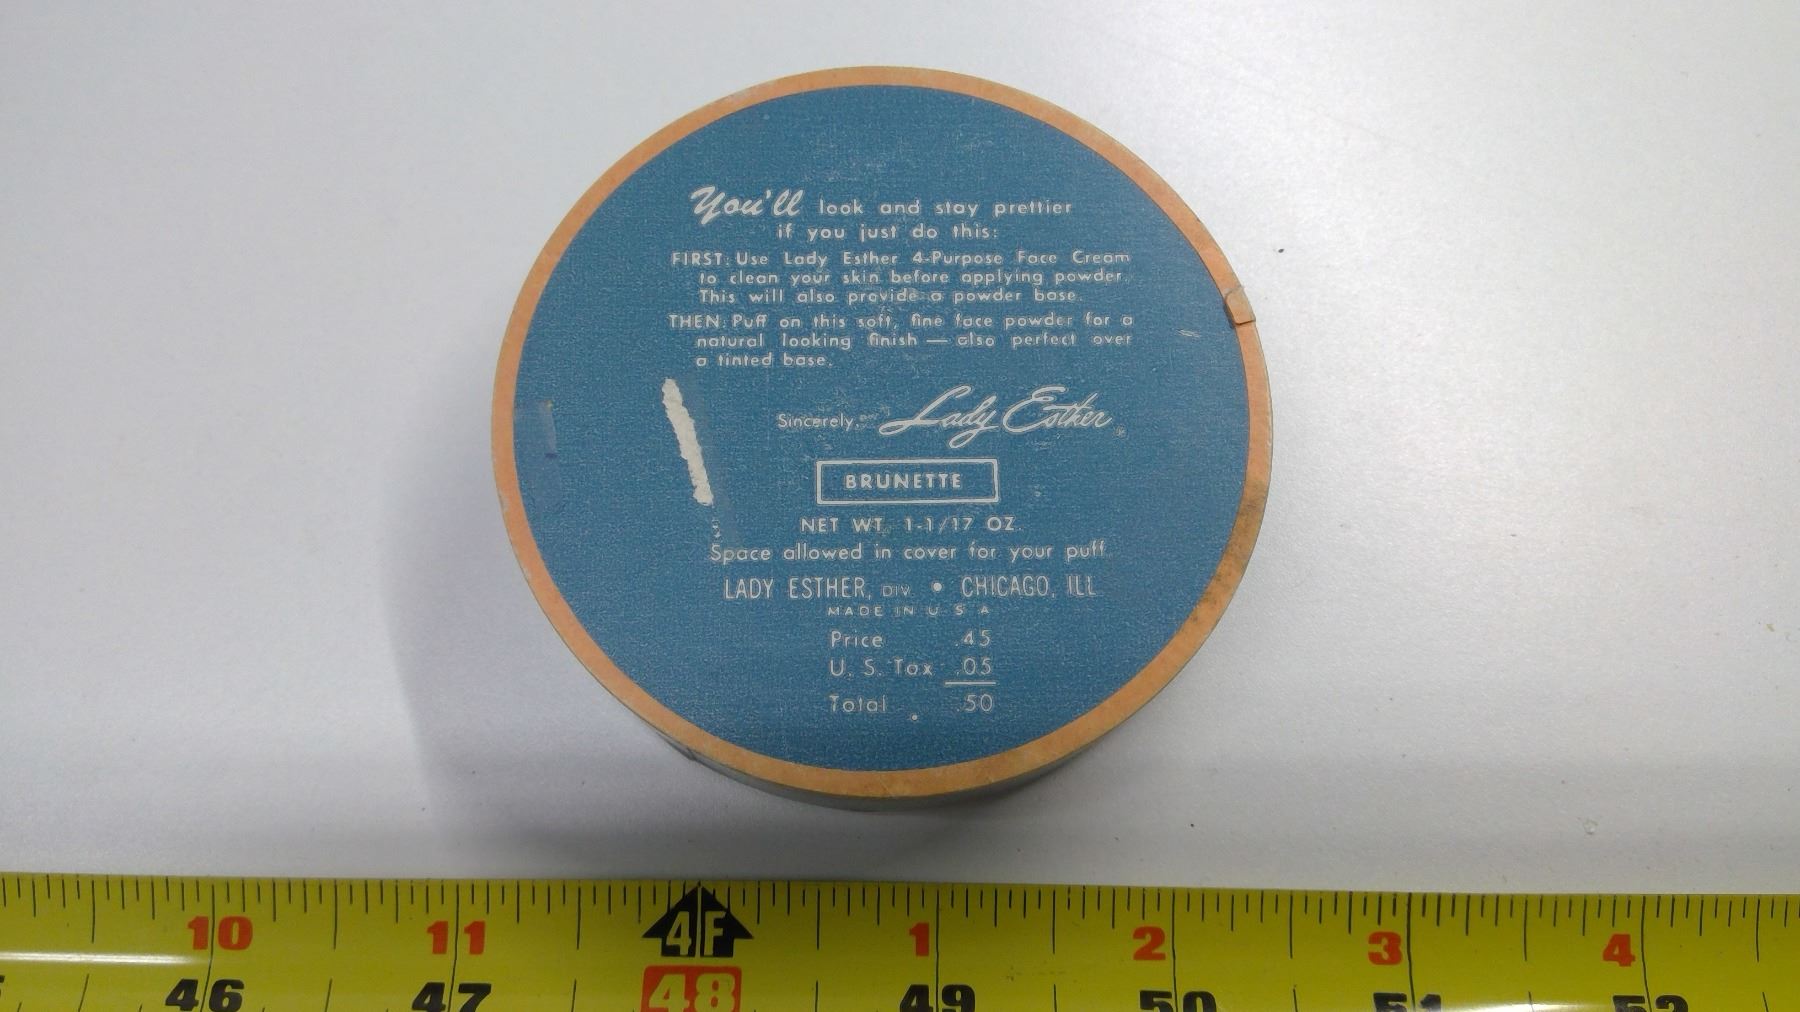 You'll look and stay prettier
if you just do this:
FIRST: Use Lady Esther 4-Purpose Face Cream
to clean your skin before applying powder.
This will also provide a powder base.
THEN: Puff on this soft, fine face powder for a
natural looking finish — also perfect over
a tinted base.
Sincerely, Lady Esther ®
BRUNETTE
NET WT. 1-1/17 OZ.
Space allowed in cover for your puff.
LADY ESTHER, DIV. • CHICAGO, ILL
MADE IN U S A
Price .45
U. S. Tax .05
Total .50
10 11 4F 1 2 3 4
46 47 48 49 50 51 52